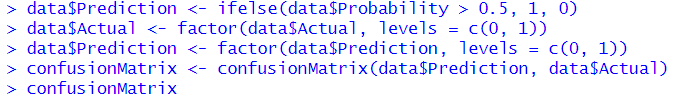 > data$Prediction <- ifelse(data$Probability > 0.5, 1, 0)
> data$Actual <- factor(data$Actual, levels = c(0, 1))
> data$Prediction <- factor(data$Prediction, levels = c(0, 1))
> confusionMatrix <- confusionMatrix(data$Prediction, data$Actual)
> confusionMatrix